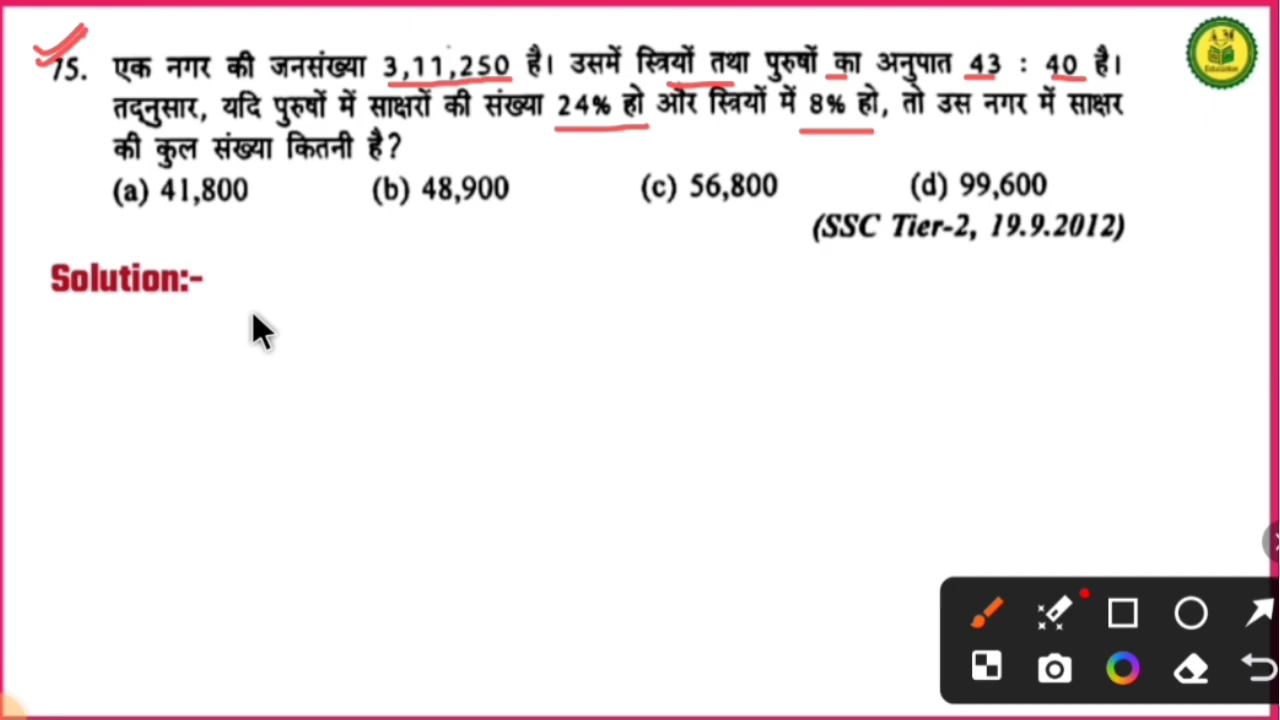 75. एक नगर की जनसंख्या 3,11,250 है। उसमें स्त्रियों तथा पुरुषों का अनुपात 43 : 40 है।
तद्नुसार, यदि पुरुषों में साक्षरों की संख्या 24% हो और स्त्रियों में 8% हो, तो उस नगर में साक्षर
की कुल संख्या कितनी है?
(a) 41,800 (b) 48,900 (c) 56,800 (d) 99,600
(SSC Tier-2, 19.9.2012)
Solution:-